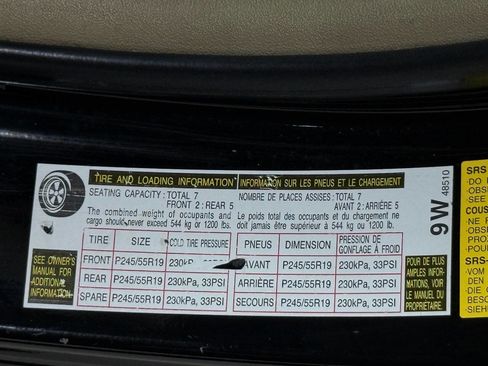 TIRE AND LOADING INFORMATION
SEATING CAPACITY : TOTAL 7
FRONT 2 : REAR 5
The combined weight of occupants and
cargo should never exceed 544 kg or 1200 lbs.
INFORMATION SUR LES PNEUS ET LE CHARGEMENT
NOMBRE DE PLACES ASSISES : TOTAL 7
AVANT 2 : ARRIÈRE 5
Le poids total des occupants et du chargement ne
doit jamais être supérieur à 544 kg ou 1200 lb.
SEE OWNER'S
MANUAL FOR
ADDITIONAL
INFORMATION
TIRE SIZE COLD TIRE PRESSURE
FRONT P245/55R19 230kPa
REAR P245/55R19 230kPa, 33PSI
SPARE P245/55R19 230kPa, 33PSI
PNEUS DIMENSION PRESSION DE
GONFLAGE À FROID
AVANT P245/55R19 230kPa, 33PSI
ARRIÈRE P245/55R19 230kPa, 33PSI
SECOURS P245/55R19 230kPa, 33PSI
POUR DE PLUS
AMPLES INFOR-
MATIONS, VOIR
LE MANUEL DU
PROPRIÉTAIRE
9W 48510
SRS